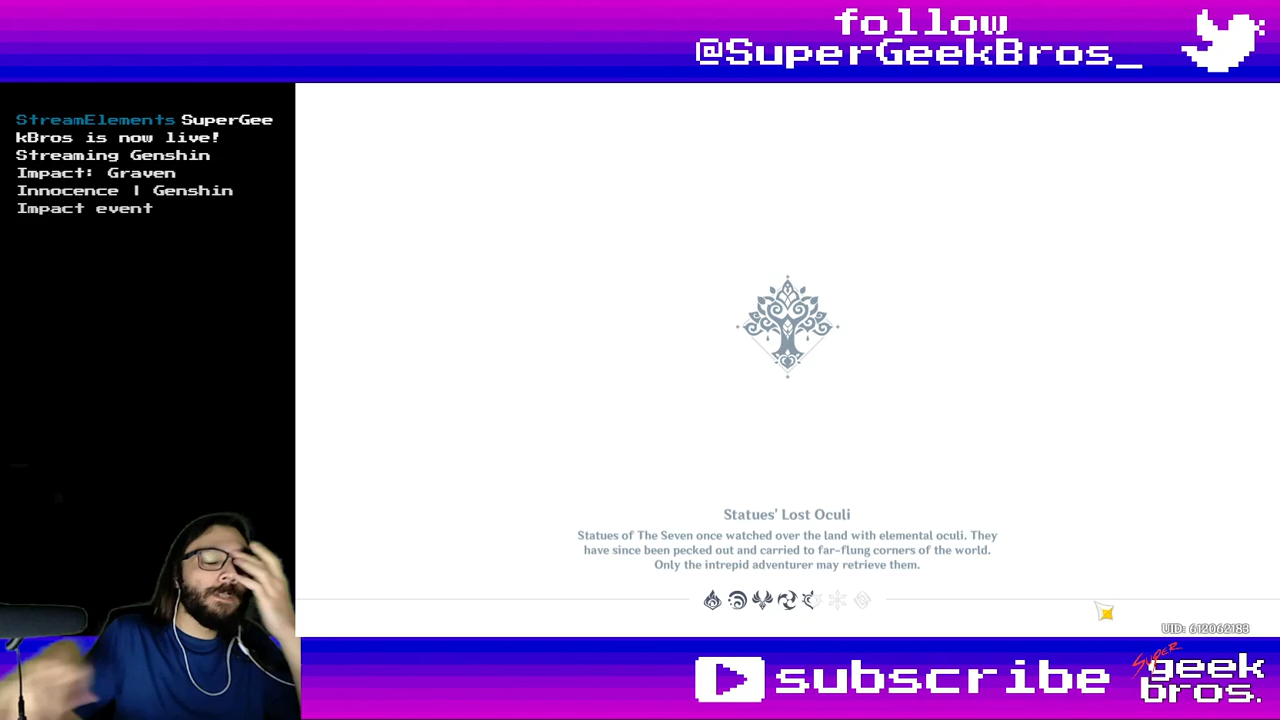 follow
@SuperGeekBros_
StreamElements SuperGee
kBros is now live!
Streaming Genshin
Impact: Graven
Innocence | Genshin
Impact event
Statues' Lost Oculi
Statues of The Seven once watched over the land with elemental oculi. They
have since been pecked out and carried to far-flung corners of the world.
Only the intrepid adventurer may retrieve them.
UID: 612062183
subscribe
SUPER
geek
bros.